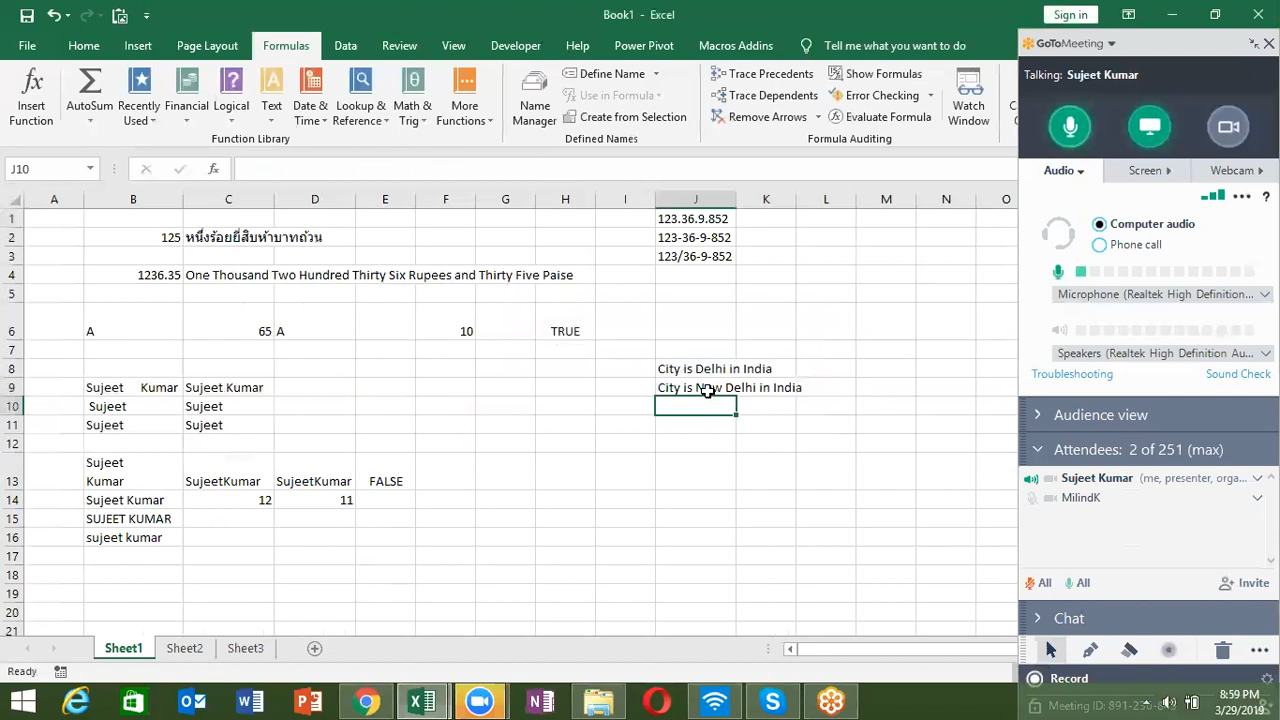 Book1 - Excel
Sign in
File Home Insert Page Layout Formulas Data Review View Developer Help Power Pivot Macros Addins Tell me what you want to do
Insert Function
AutoSum
Recently Used
Financial
Logical
Text
Date & Time
Lookup & Reference
Math & Trig
More Functions
Function Library
Name Manager
Define Name
Use in Formula
Create from Selection
Defined Names
Trace Precedents
Trace Dependents
Remove Arrows
Show Formulas
Error Checking
Evaluate Formula
Formula Auditing
Watch Window
J10
fx
A B C D E F G H I J K L M N O
1 123.36.9.852
2 125 หนึ่งร้อยยี่สิบห้าบาทถ้วน 123-36-9-852
3 123/36-9-852
4 1236.35 One Thousand Two Hundred Thirty Six Rupees and Thirty Five Paise
5
6 A 65 A 10 TRUE
7
8 City is Delhi in India
9 Sujeet Kumar Sujeet Kumar City is New Delhi in India
10 Sujeet Sujeet
11 Sujeet Sujeet
12
Sujeet
13 Kumar SujeetKumar SujeetKumar FALSE
14 Sujeet Kumar 12 11
15 SUJEET KUMAR
16 sujeet kumar
17
18
19
20
21
Sheet1 Sheet2 Sheet3
Ready
GoToMeeting
Talking: Sujeet Kumar
Audio Screen Webcam
Computer audio
Phone call
Microphone (Realtek High Definition...
Speakers (Realtek High Definition Au...
Troubleshooting Sound Check
Audience view
Attendees: 2 of 251 (max)
Sujeet Kumar (me, presenter, orga...
MilindK
All All Invite
Chat
Record
8:59 PM
3/29/2019